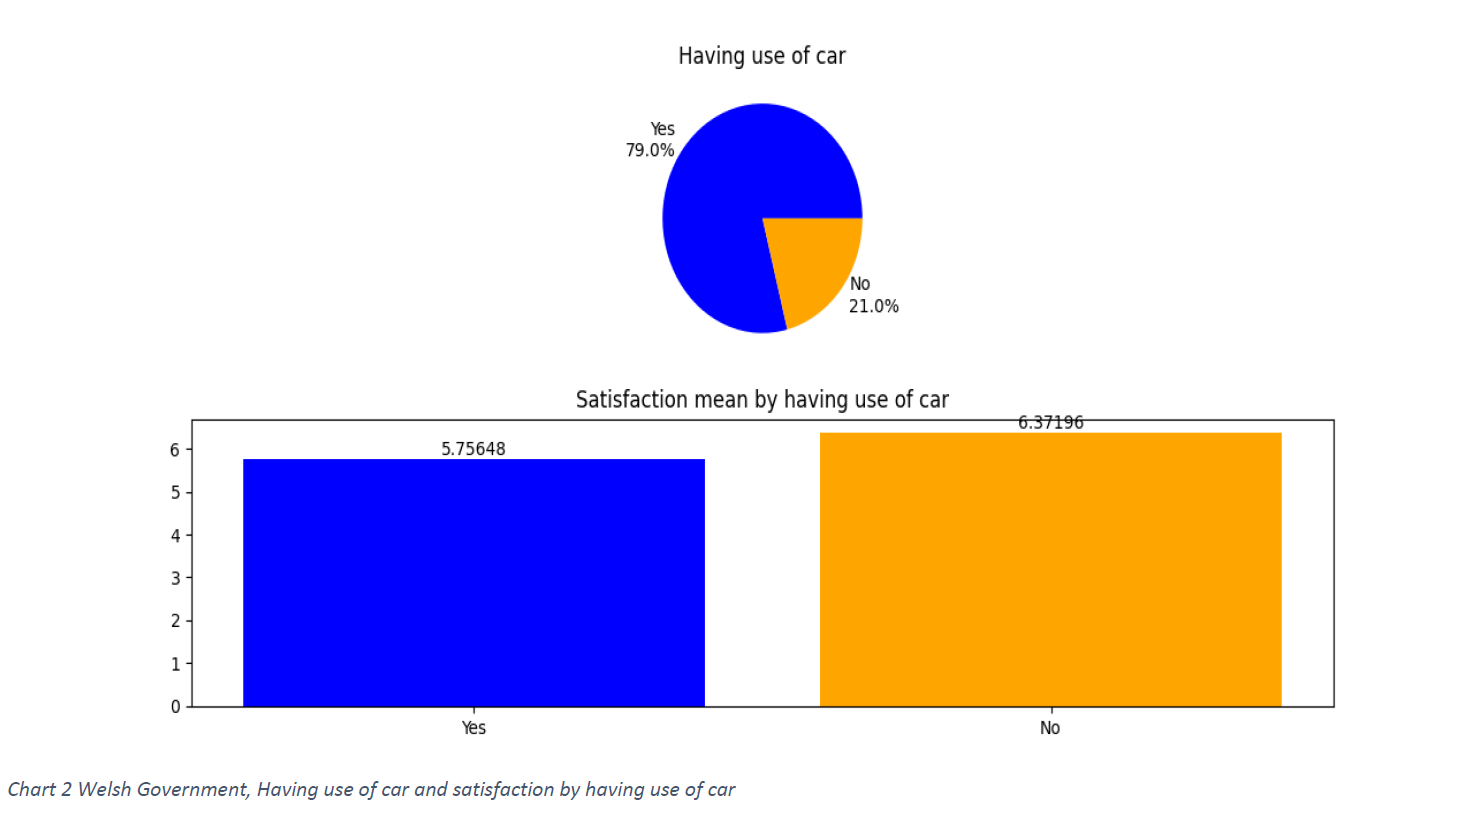 Having use of car
Yes
79.0%
No
21.0%
Satisfaction mean by having use of car
6.37196
5.75648
6
5
4
3
2
1
0
Yes
No
Chart 2 Welsh Government, Having use of car and satisfaction by having use of car